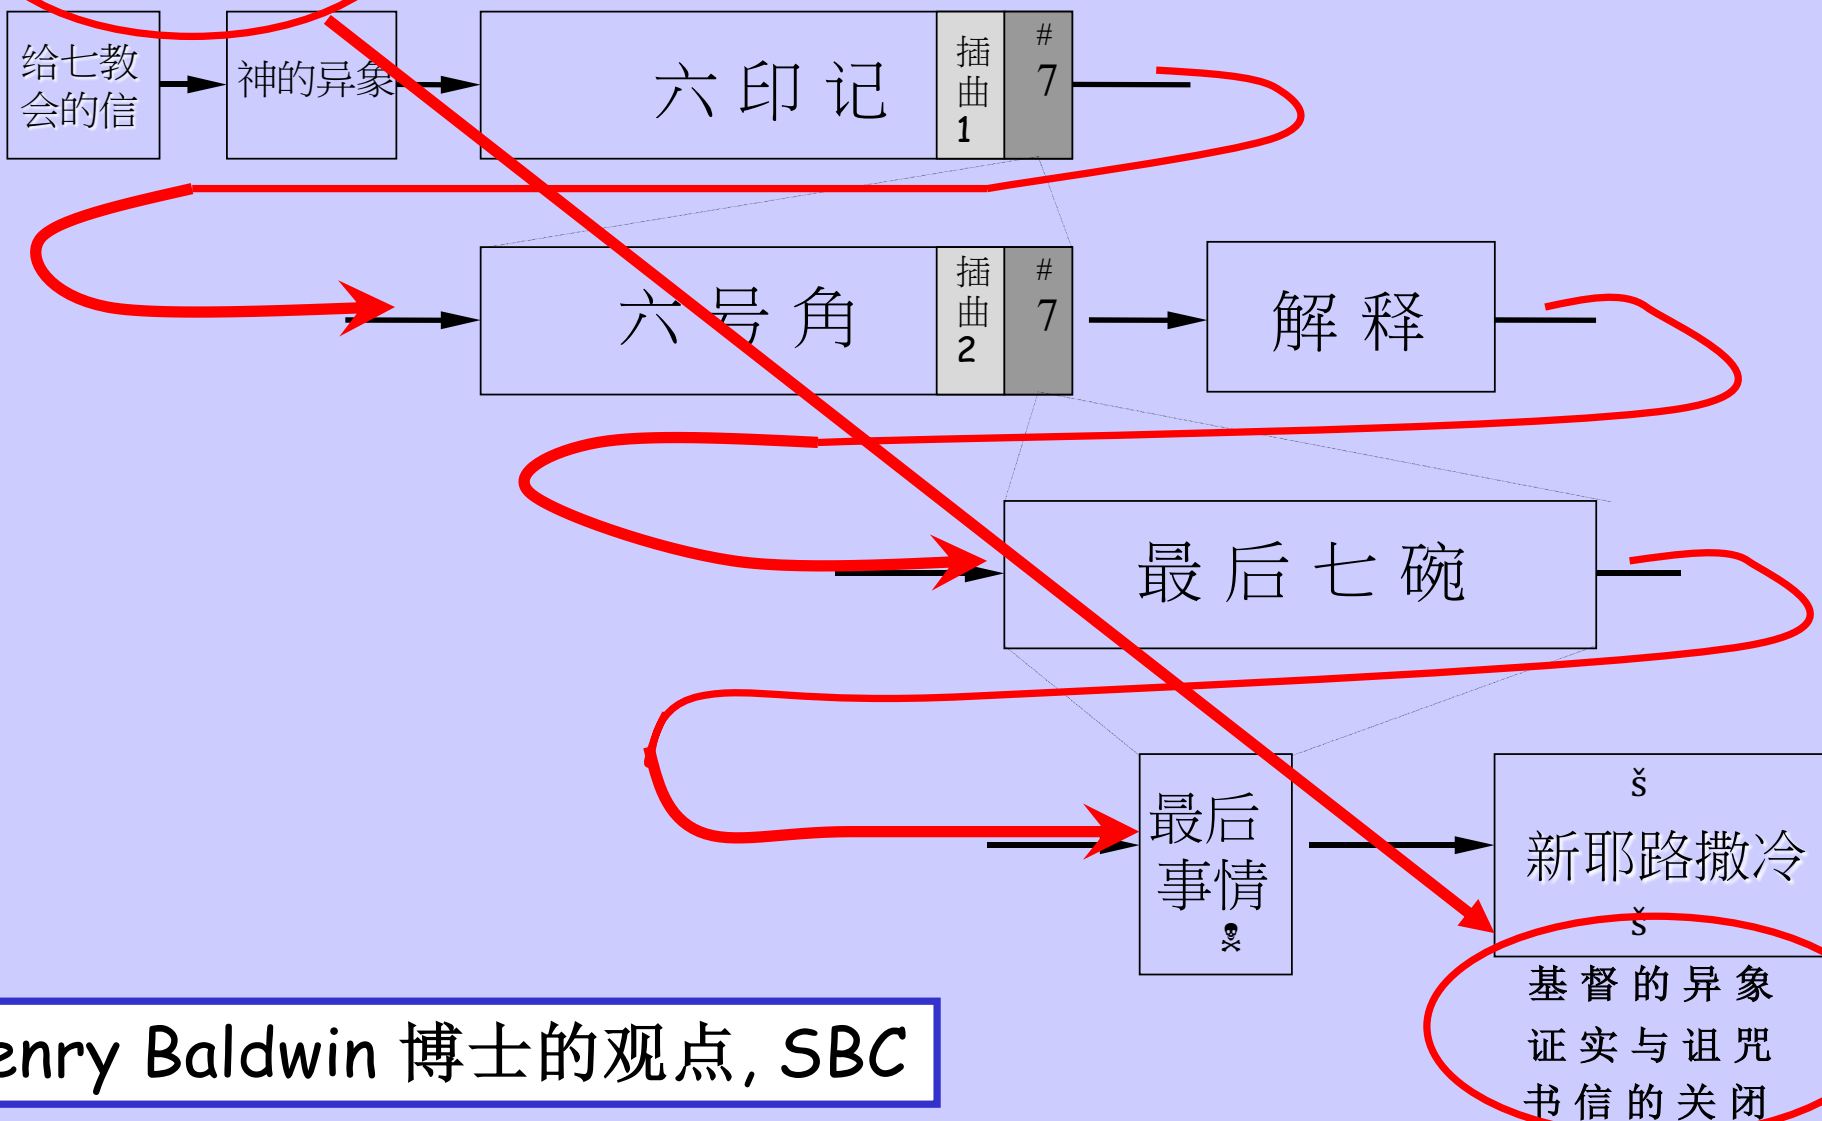 给七教
会的信
神的异象
六 印 记
插
曲
1
#
7
六 号 角
插
曲
2
#
7
解 释
最 后 七 碗
最后
事情
š
新耶路撒冷
š
基 督 的 异 象
证 实 与 诅 咒
书 信 的 关 闭
enry Baldwin 博士的观点, SBC